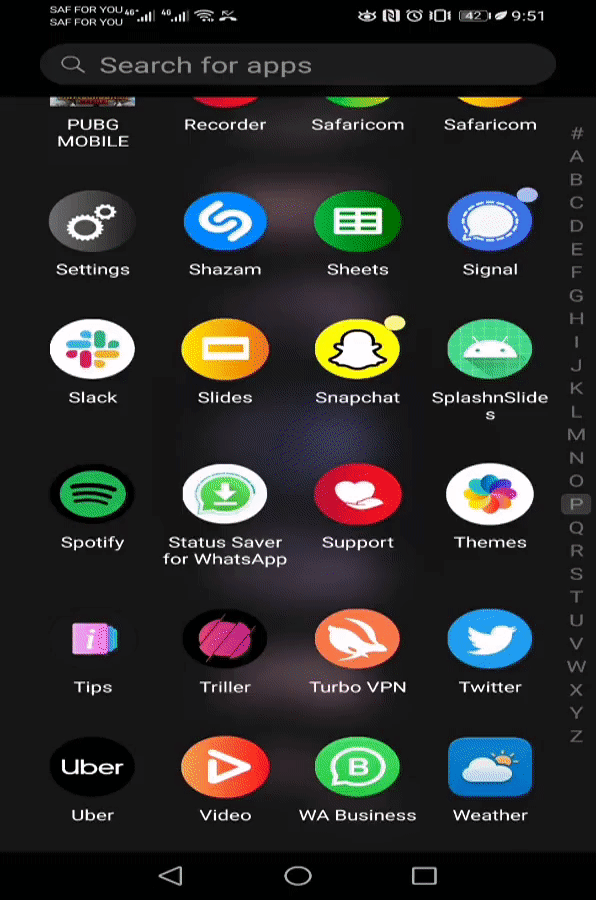 SAF FOR YOU 4G+ 4G 42 9:51
SAF FOR YOU
Search for apps
PUBG MOBILE
Recorder
Safaricom
Safaricom
Settings
Shazam
Sheets
Signal
Slack
Slides
Snapchat
SplashnSlide
s
Spotify
Status Saver
for WhatsApp
Support
Themes
i
Tips
Triller
Turbo VPN
Twitter
Uber
Uber
Video
B
WA Business
Weather
#
A
B
C
D
E
F
G
H
I
J
K
L
M
N
O
P
Q
R
S
T
U
V
W
X
Y
Z